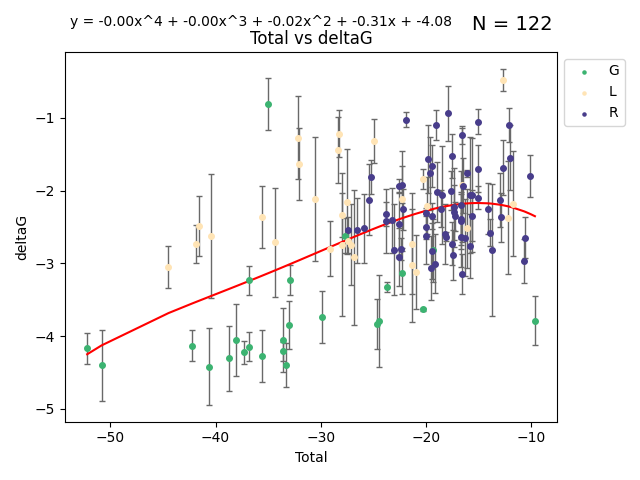 y = -0.00x^4 + -0.00x^3 + -0.02x^2 + -0.31x + -4.08
N = 122
Total vs deltaG
G
L
R
deltaG
−1
−2
−3
−4
−5
−50 −40 −30 −20 −10
Total